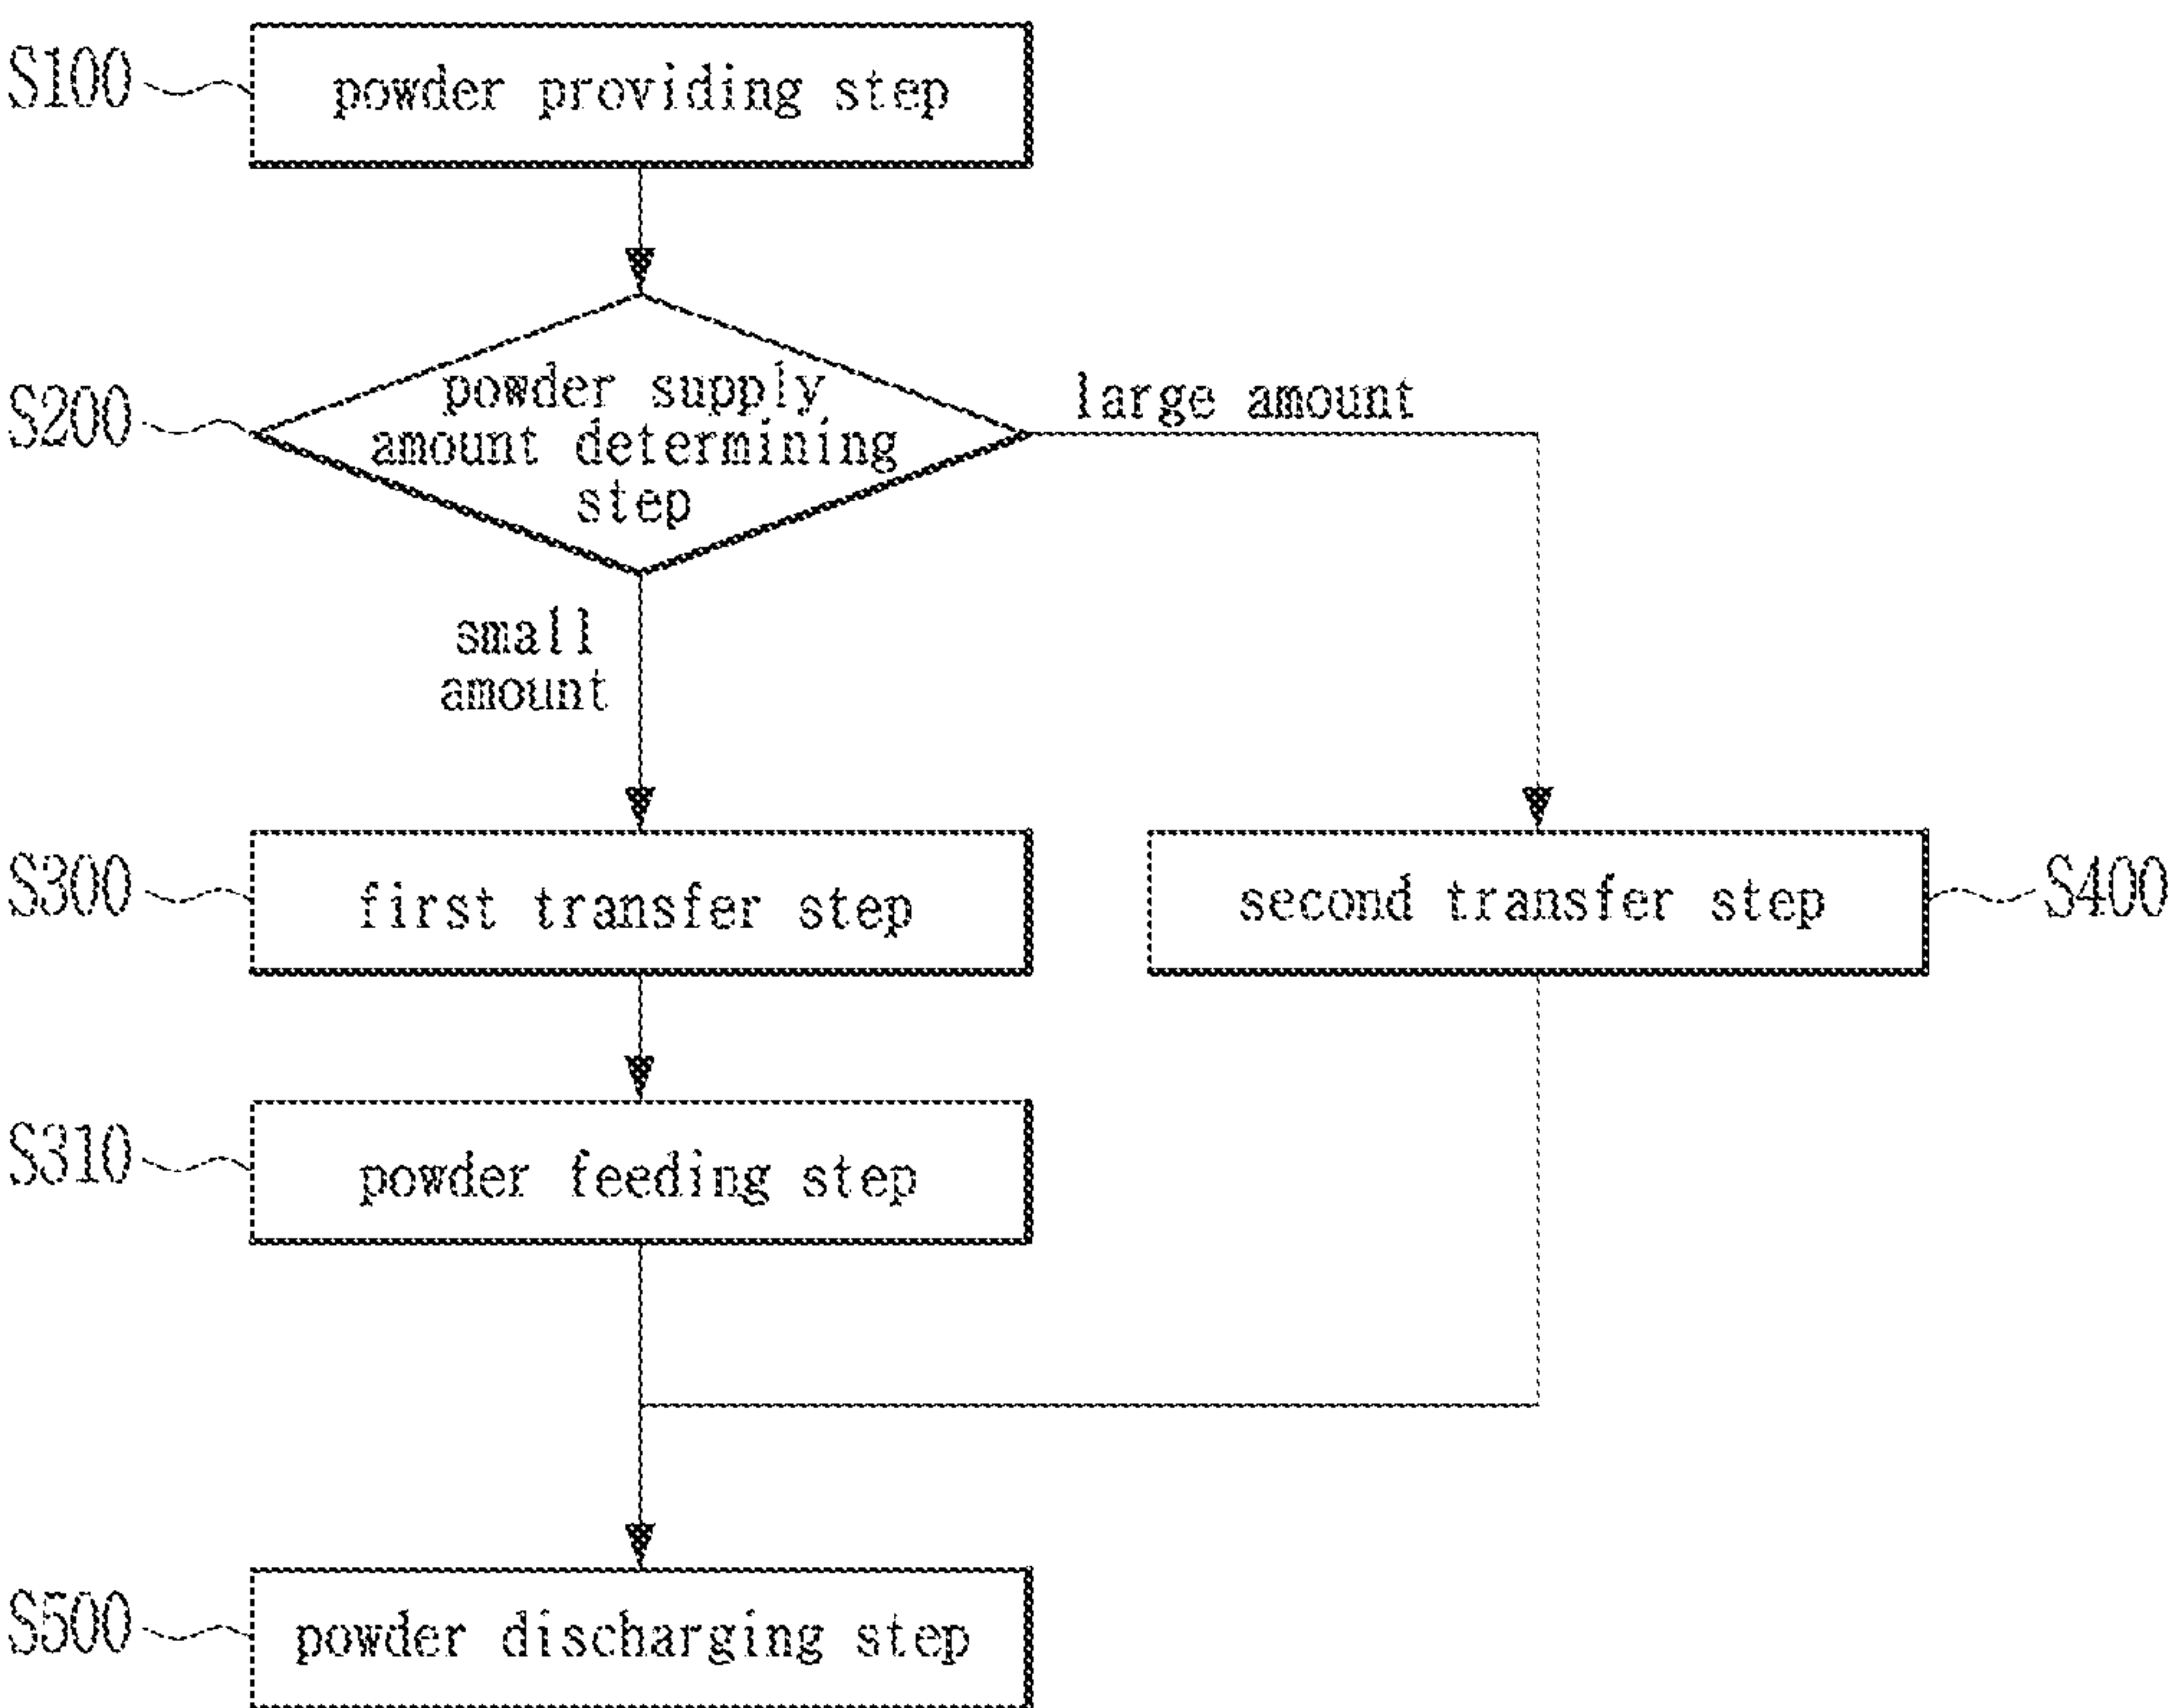 S100
powder providing step
S200
powder supply
amount determining
step
large amount
small
amount
S300
first transfer step
second transfer step
S400
S310
powder feeding step
S500
powder discharging step